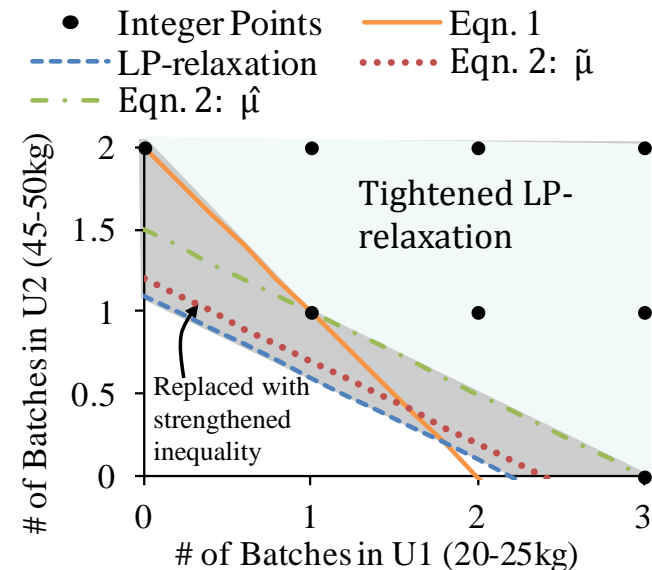 Integer Points
Eqn. 1
LP-relaxation
Eqn. 2: μ̃
Eqn. 2: μ̂
# of Batches in U2 (45-50kg)
2
1.5
1
0.5
0
Tightened LP-
relaxation
Replaced with
strengthened
inequality
0
1
2
3
# of Batches in U1 (20-25kg)